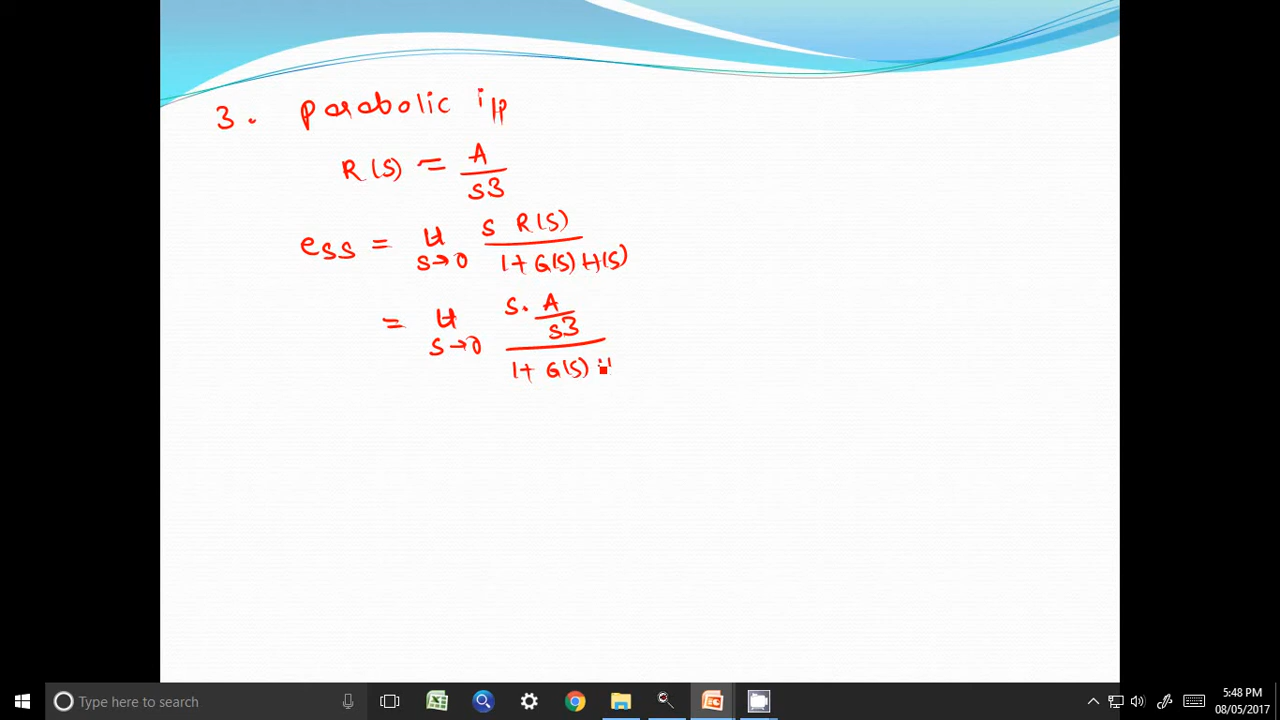 3. parabolic i/p
R(S) = A/s3
ess = Lt S→0 S R(S) / 1+ G(S) H(S)
= Lt S→0 S. A/s3 / 1+ G(S)
Type here to search
5:48 PM
08/05/2017